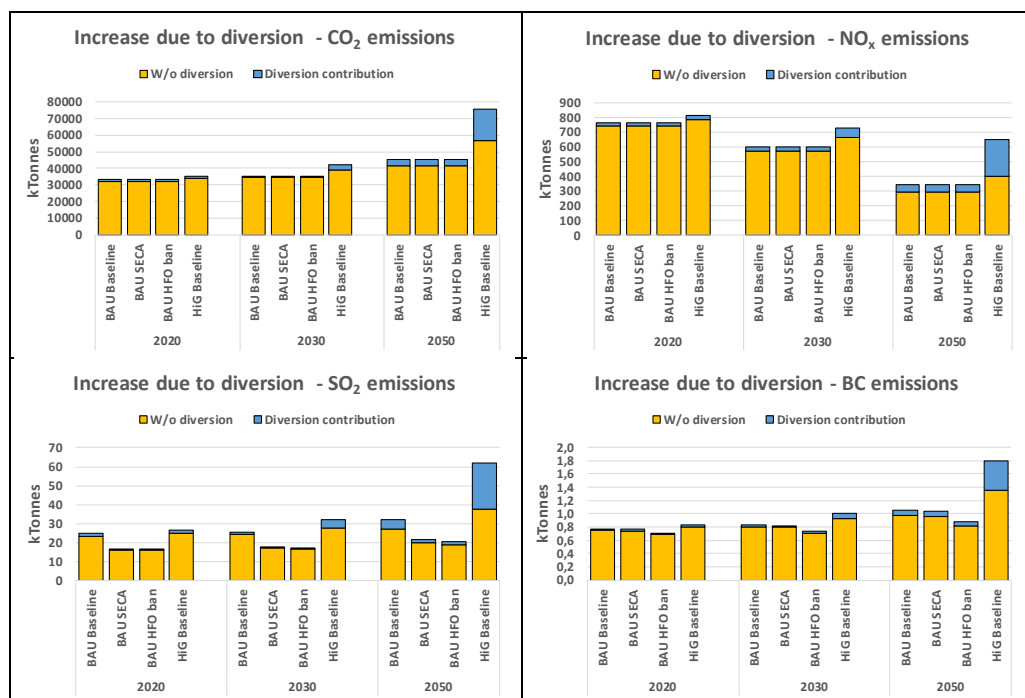 Increase due to diversion - CO₂ emissions
W/o diversion Diversion contribution
kTonnes
80000
70000
60000
50000
40000
30000
20000
10000
0
BAU Baseline
BAU SECA
BAU HFO ban
HiG Baseline
BAU Baseline
BAU SECA
BAU HFO ban
HiG Baseline
BAU Baseline
BAU SECA
BAU HFO ban
HiG Baseline
2020 2030 2050
Increase due to diversion - NOₓ emissions
W/o diversion Diversion contribution
kTonnes
900
800
700
600
500
400
300
200
100
0
BAU Baseline
BAU SECA
BAU HFO ban
HiG Baseline
BAU Baseline
BAU SECA
BAU HFO ban
HiG Baseline
BAU Baseline
BAU SECA
BAU HFO ban
HiG Baseline
2020 2030 2050
Increase due to diversion - SO₂ emissions
W/o diversion Diversion contribution
kTonnes
70
60
50
40
30
20
10
0
BAU Baseline
BAU SECA
BAU HFO ban
HiG Baseline
BAU Baseline
BAU SECA
BAU HFO ban
HiG Baseline
BAU Baseline
BAU SECA
BAU HFO ban
HiG Baseline
2020 2030 2050
Increase due to diversion - BC emissions
W/o diversion Diversion contribution
kTonnes
2,0
1,8
1,6
1,4
1,2
1,0
0,8
0,6
0,4
0,2
0,0
BAU Baseline
BAU SECA
BAU HFO ban
HiG Baseline
BAU Baseline
BAU SECA
BAU HFO ban
HiG Baseline
BAU Baseline
BAU SECA
BAU HFO ban
HiG Baseline
2020 2030 2050